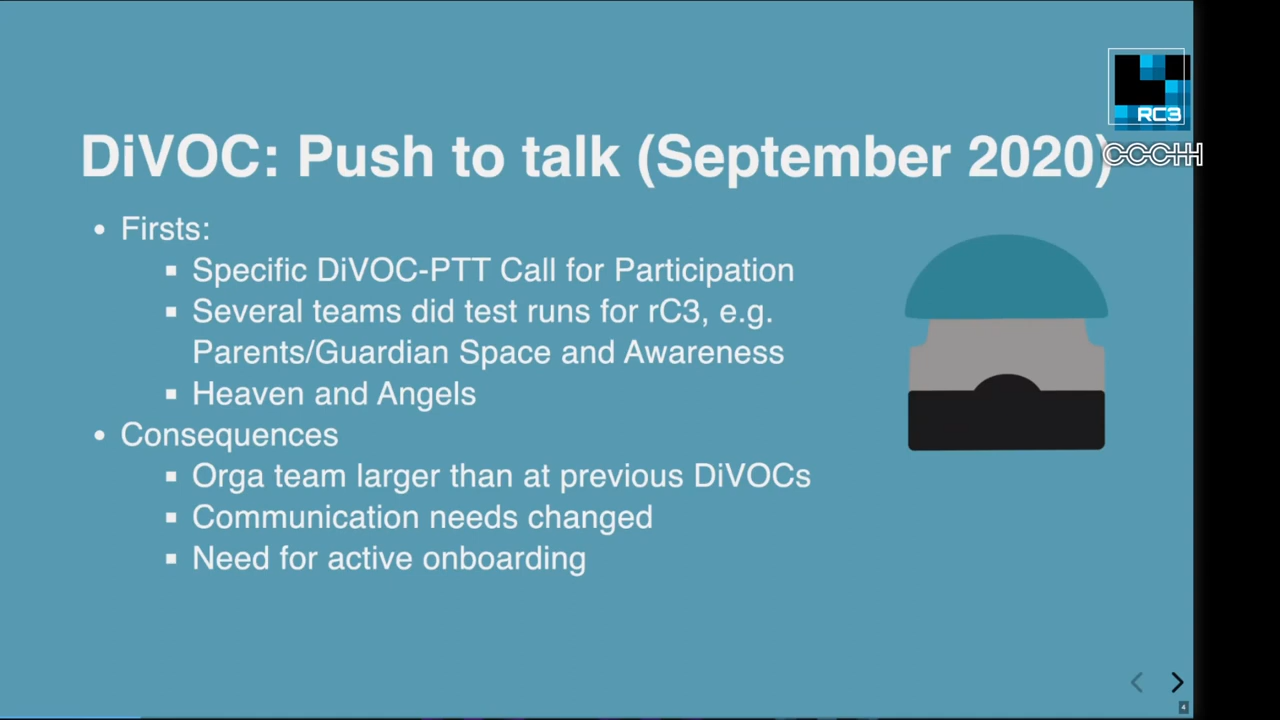 RC3
CCCHH
DiVOC: Push to talk (September 2020)
Firsts:
Specific DiVOC-PTT Call for Participation
Several teams did test runs for rC3, e.g.
Parents/Guardian Space and Awareness
Heaven and Angels
Consequences
Orga team larger than at previous DiVOCs
Communication needs changed
Need for active onboarding
4